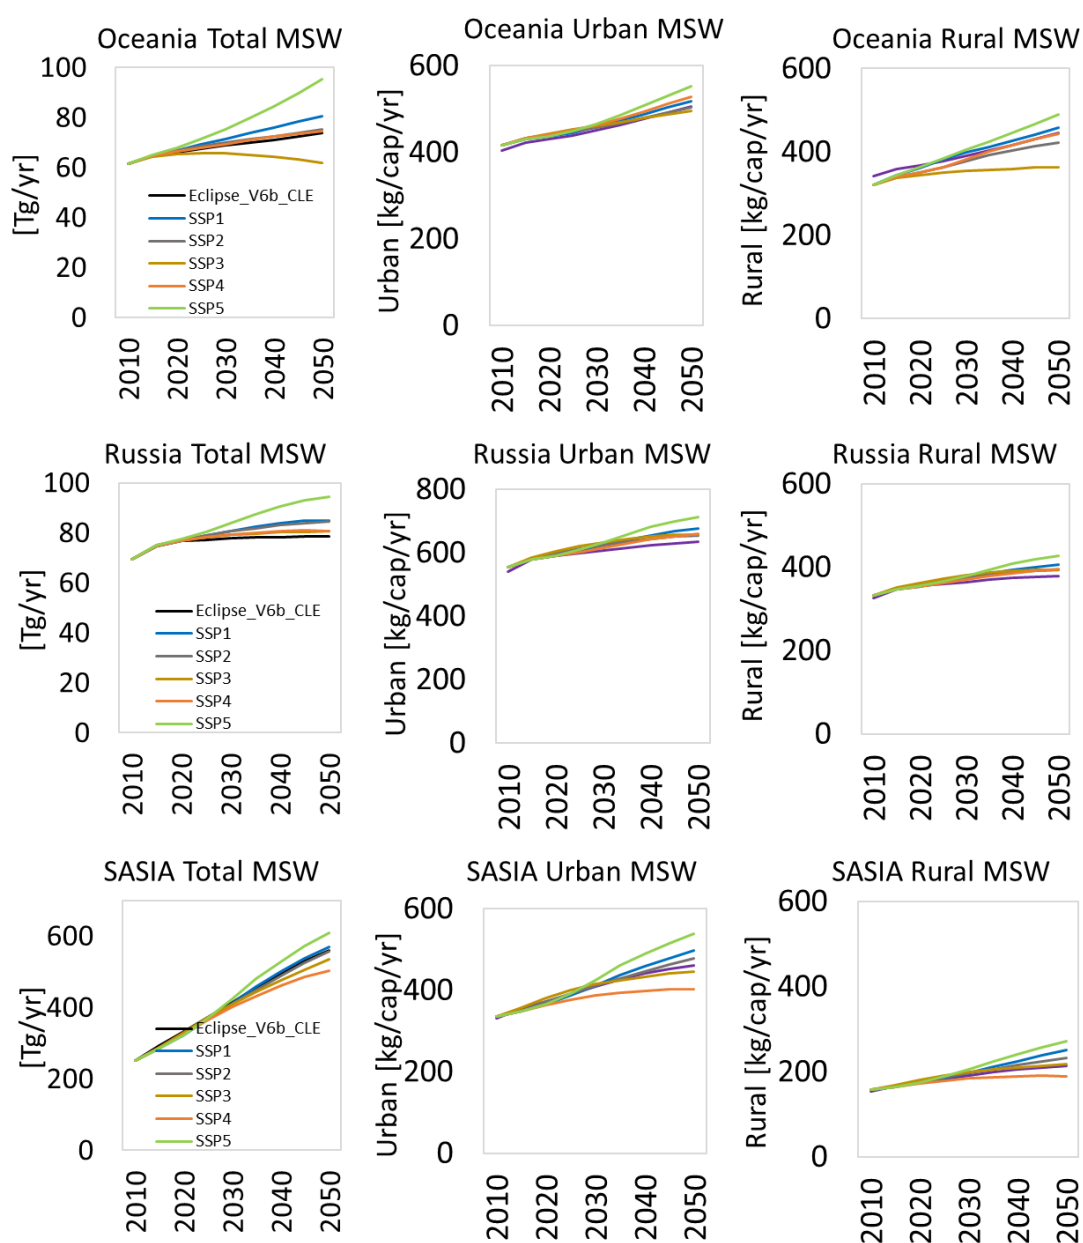 Oceania Total MSW
[Tg/yr]
100
80
60
40
20
0
Eclipse_V6b_CLE
SSP1
SSP2
SSP3
SSP4
SSP5
2010
2020
2030
2040
2050
Oceania Urban MSW
Urban [kg/cap/yr]
600
400
200
0
2010
2020
2030
2040
2050
Oceania Rural MSW
Rural [kg/cap/yr]
600
400
200
0
2010
2020
2030
2040
2050
Russia Total MSW
[Tg/yr]
100
80
60
40
20
0
Eclipse_V6b_CLE
SSP1
SSP2
SSP3
SSP4
SSP5
2010
2020
2030
2040
2050
Russia Urban MSW
Urban [kg/cap/yr]
800
600
400
200
0
2010
2020
2030
2040
2050
Russia Rural MSW
Rural [kg/cap/yr]
600
400
200
0
2010
2020
2030
2040
2050
SASIA Total MSW
[Tg/yr]
600
400
200
0
Eclipse_V6b_CLE
SSP1
SSP2
SSP3
SSP4
SSP5
2010
2020
2030
2040
2050
SASIA Urban MSW
Urban [kg/cap/yr]
600
400
200
0
2010
2020
2030
2040
2050
SASIA Rural MSW
Rural [kg/cap/yr]
600
400
200
0
2010
2020
2030
2040
2050